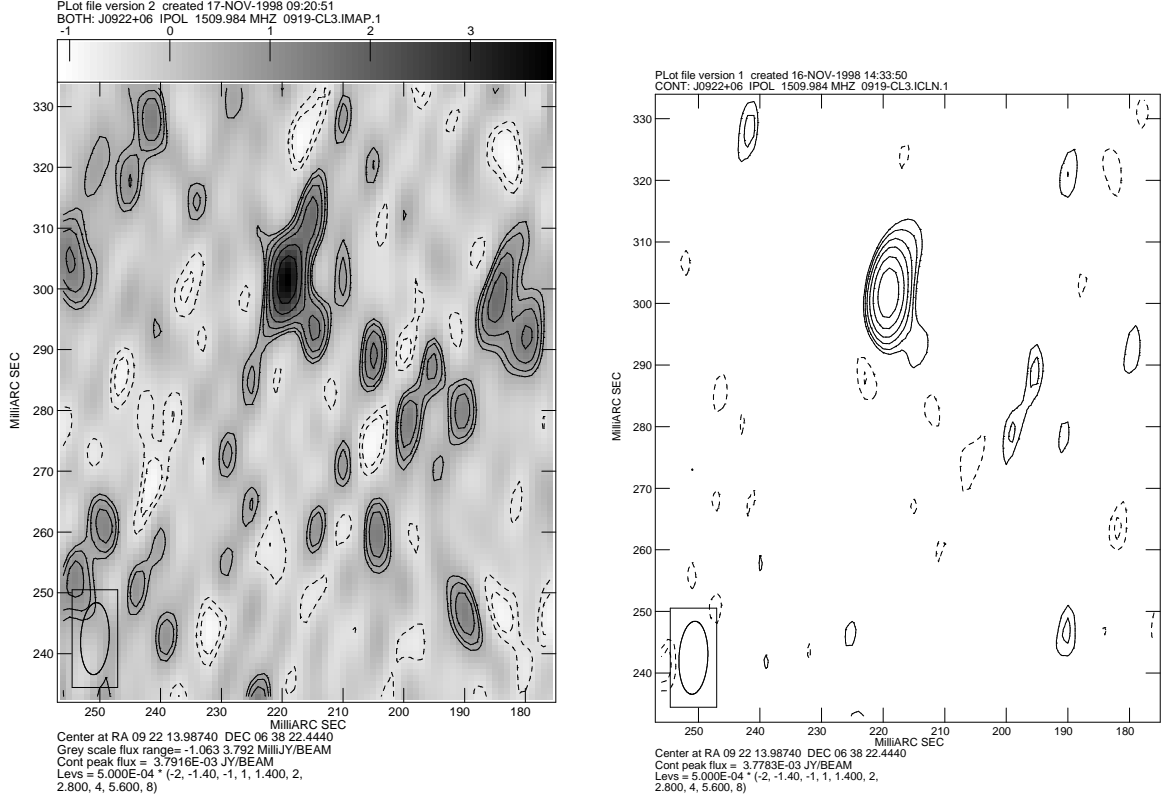 PLot file version 2  created 17-NOV-1998 09:20:51
BOTH: J0922+06  IPOL  1509.984 MHZ  0919-CL3.IMAP.1
-1 0 1 2 3
330
320
310
300
290
280
270
260
250
240
MilliARC SEC
250 240 230 220 210 200 190 180
MilliARC SEC
Center at RA 09 22 13.98740  DEC 06 38 22.4440
Grey scale flux range= -1.063 3.792 MilliJY/BEAM
Cont peak flux =  3.7916E-03 JY/BEAM
Levs = 5.000E-04 * (-2, -1.40, -1, 1, 1.400, 2,
2.800, 4, 5.600, 8)
PLot file version 1  created 16-NOV-1998 14:33:50
CONT: J0922+06  IPOL  1509.984 MHZ  0919-CL3.ICLN.1
330
320
310
300
290
280
270
260
250
240
MilliARC SEC
250 240 230 220 210 200 190 180
MilliARC SEC
Center at RA 09 22 13.98740  DEC 06 38 22.4440
Cont peak flux =  3.7783E-03 JY/BEAM
Levs = 5.000E-04 * (-2, -1.40, -1, 1, 1.400, 2,
2.800, 4, 5.600, 8)